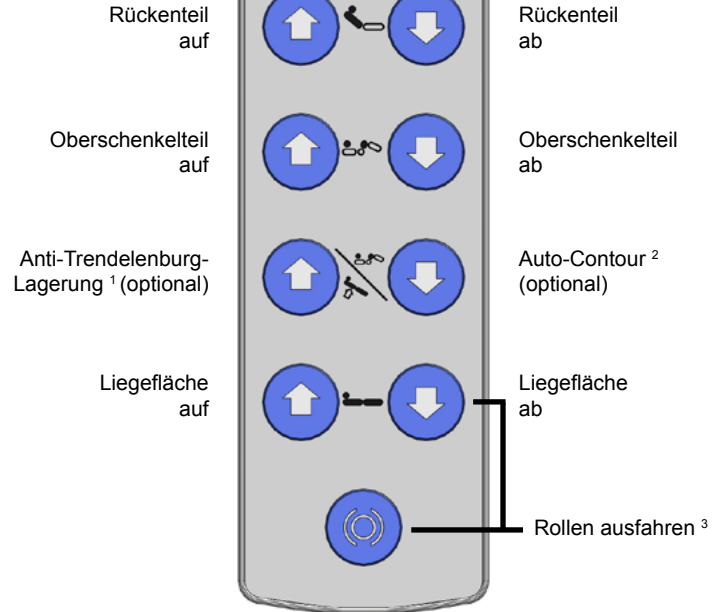 Rückenteil
auf
Rückenteil
ab
Oberschenkelteil
auf
Oberschenkelteil
ab
Anti-Trendelenburg-
Lagerung ¹ (optional)
Auto-Contour ²
(optional)
Liegefläche
auf
Liegefläche
ab
Rollen ausfahren ³